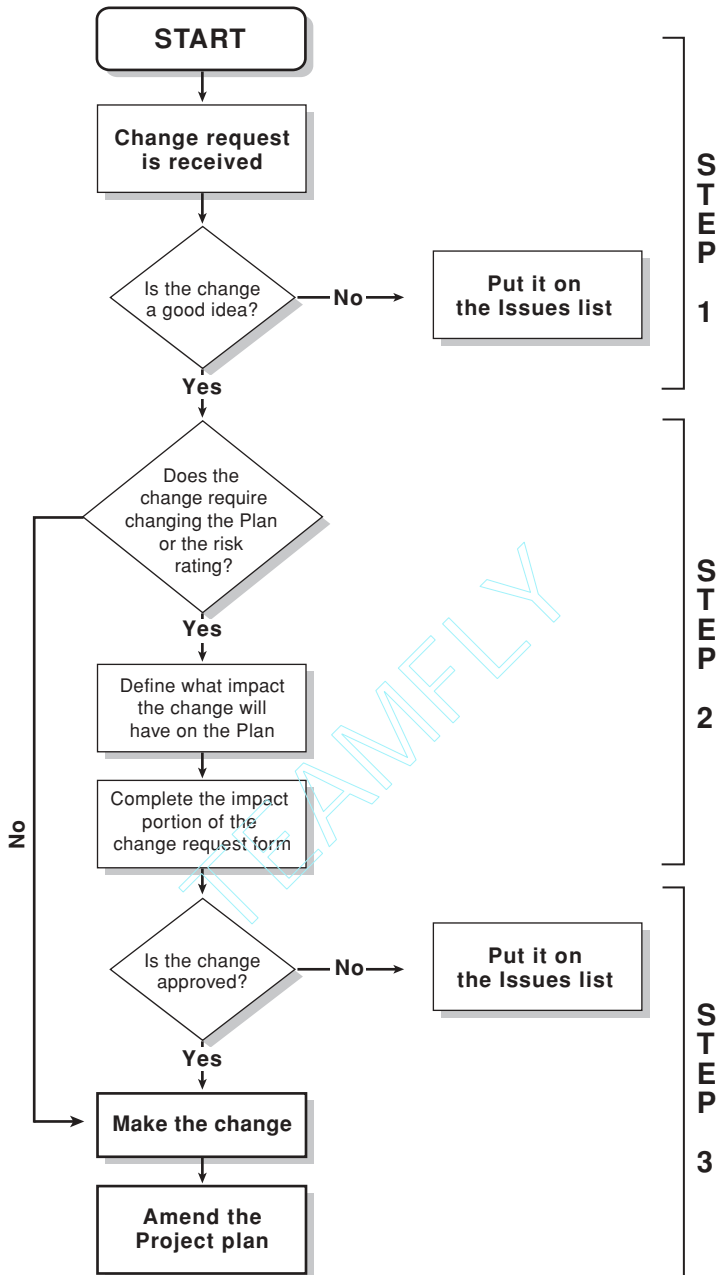 START
Change request
is received
Is the change
a good idea?
No
Put it on
the Issues list
STEP 1
Yes
Does the
change require
changing the Plan
or the risk
rating?
Yes
Define what impact
the change will
have on the Plan
Complete the impact
portion of the
change request form
No
STEP 2
TEAMFLY
Is the change
approved?
No
Put it on
the Issues list
Yes
Make the change
Amend the
Project plan
STEP 3